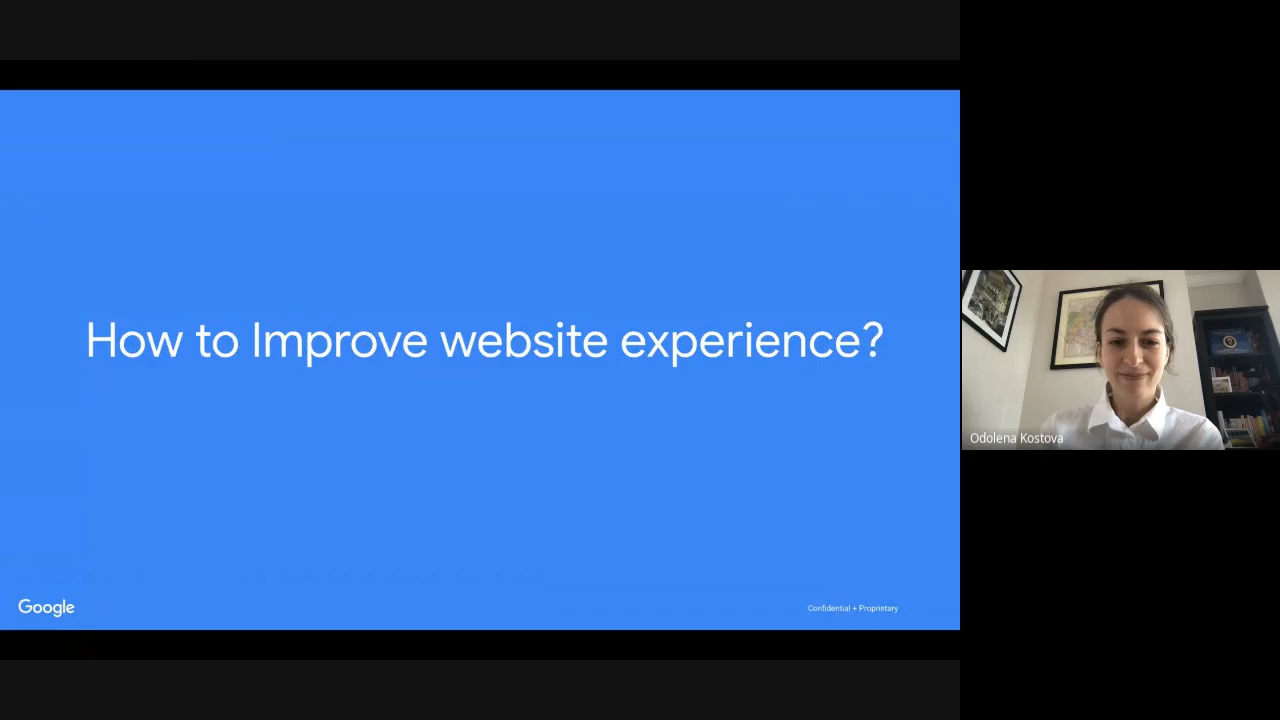 How to Improve website experience?
Odolena Kostova
Google
Confidential + Proprietary